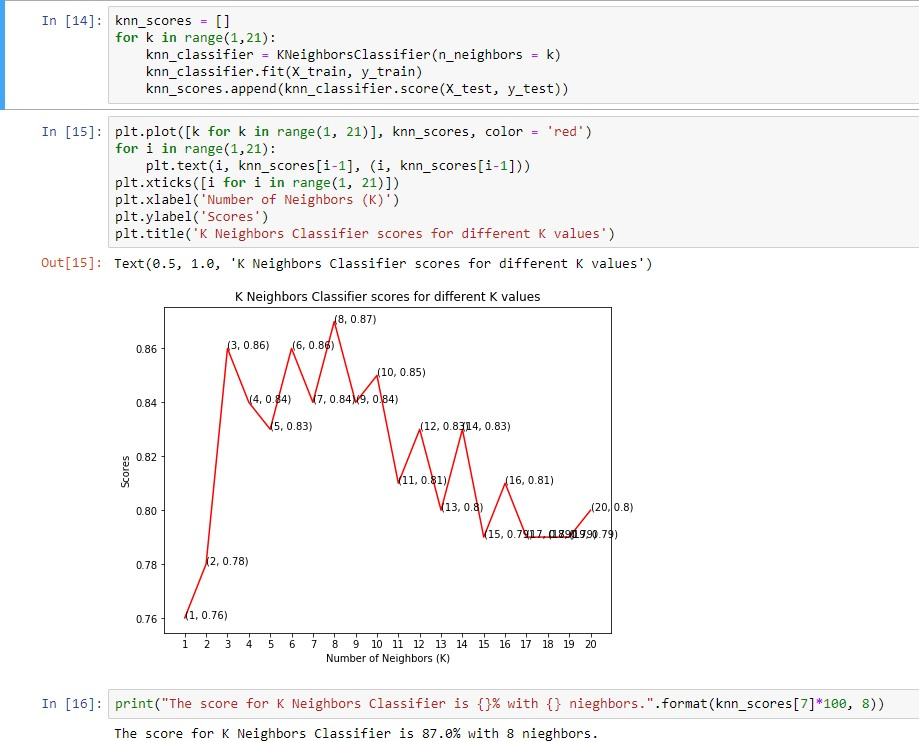 In [14]: knn_scores = []
for k in range(1,21):
    knn_classifier = KNeighborsClassifier(n_neighbors = k)
    knn_classifier.fit(X_train, y_train)
    knn_scores.append(knn_classifier.score(X_test, y_test))
In [15]: plt.plot([k for k in range(1, 21)], knn_scores, color = 'red')
for i in range(1,21):
    plt.text(i, knn_scores[i-1], (i, knn_scores[i-1]))
plt.xticks([i for i in range(1, 21)])
plt.xlabel('Number of Neighbors (K)')
plt.ylabel('Scores')
plt.title('K Neighbors Classifier scores for different K values')
Out[15]: Text(0.5, 1.0, 'K Neighbors Classifier scores for different K values')
K Neighbors Classifier scores for different K values
(8, 0.87)
0.86 (3, 0.86) (6, 0.86)
(10, 0.85)
0.84 (4, 0.84) (7, 0.84) (9, 0.84)
(5, 0.83) (12, 0.83) (14, 0.83)
0.82
Scores
(11, 0.81) (16, 0.81)
0.80 (13, 0.8) (20, 0.8)
(15, 0.79) (17, 0.79) (18, 0.79) (19, 0.79)
0.78 (2, 0.78)
0.76 (1, 0.76)
1 2 3 4 5 6 7 8 9 10 11 12 13 14 15 16 17 18 19 20
Number of Neighbors (K)
In [16]: print("The score for K Neighbors Classifier is {}% with {} nieghbors.".format(knn_scores[7]*100, 8))
The score for K Neighbors Classifier is 87.0% with 8 nieghbors.